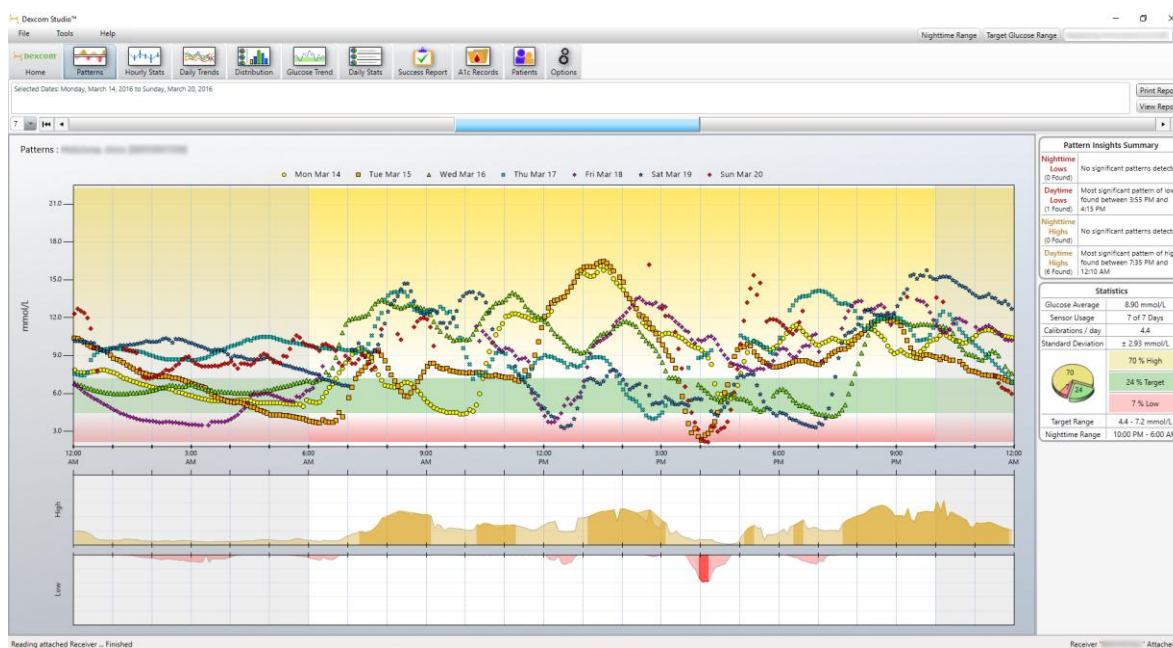 Dexcom Studio™
File Tools Help
Nighttime Range Target Glucose Range
Dexcom
Home Patterns Hourly Stats Daily Trends Distribution Glucose Trend Daily Stats Success Report A1c Records Patients Options
Selected Dates: Monday, March 14, 2016 to Sunday, March 20, 2016
Print Repo
View Repo
7
Patterns :
Mon Mar 14 Tue Mar 15 Wed Mar 16 Thu Mar 17 Fri Mar 18 Sat Mar 19 Sun Mar 20
21.0
18.0
15.0
12.0
9.0
6.0
3.0
mmol/L
12:00 AM 3:00 AM 6:00 AM 9:00 AM 12:00 PM 3:00 PM 6:00 PM 9:00 PM 12:00 AM
High
Low
Pattern Insights Summary
Nighttime Lows (0 Found) No significant patterns detect
Daytime Lows (1 Found) Most significant pattern of low
found between 3:55 PM and
4:15 PM
Nighttime Highs (0 Found) No significant patterns detect
Daytime Highs (6 Found) Most significant pattern of hig
found between 7:35 PM and
12:10 AM
Statistics
Glucose Average 8.90 mmol/L
Sensor Usage 7 of 7 Days
Calibrations / day 4.4
Standard Deviation ± 2.93 mmol/L
70 % High
24 % Target
7 % Low
70
7
24
Target Range 4.4 - 7.2 mmol/L
Nighttime Range 10:00 PM - 6:00 AM
Reading attached Receiver ... Finished
Receiver " " Attache